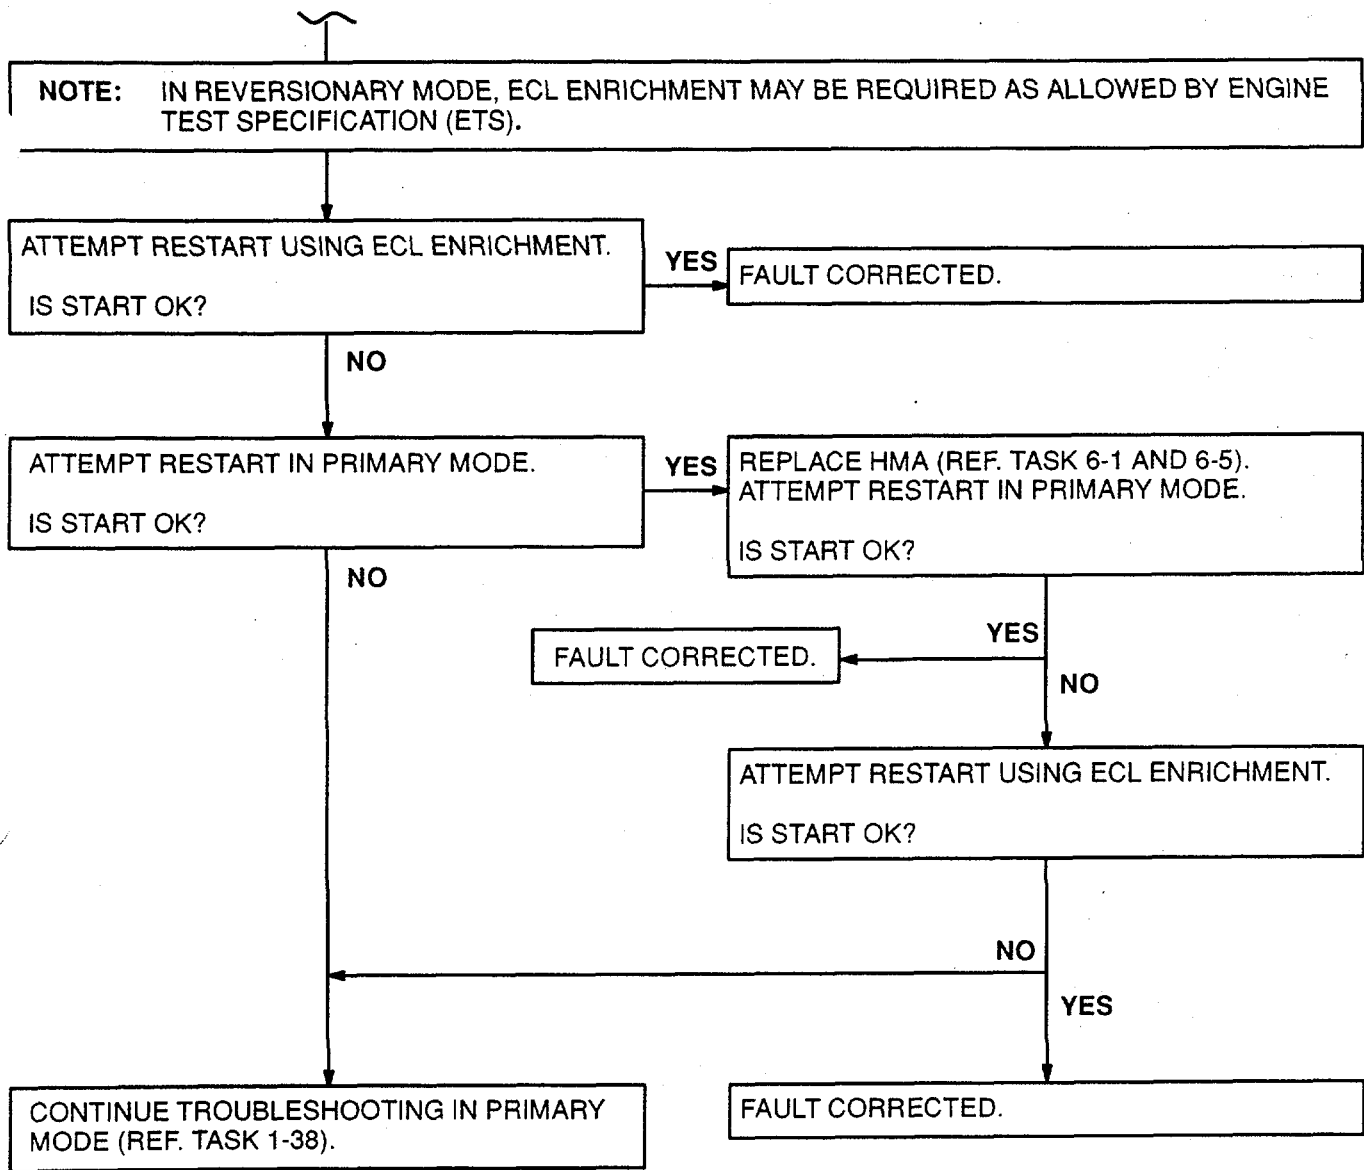 NOTE: IN REVERSIONARY MODE, ECL ENRICHMENT MAY BE REQUIRED AS ALLOWED BY ENGINE
TEST SPECIFICATION (ETS).
ATTEMPT RESTART USING ECL ENRICHMENT.
IS START OK?
YES
FAULT CORRECTED.
NO
ATTEMPT RESTART IN PRIMARY MODE.
IS START OK?
YES
REPLACE HMA (REF. TASK 6-1 AND 6-5).
ATTEMPT RESTART IN PRIMARY MODE.
IS START OK?
NO
YES
FAULT CORRECTED.
NO
ATTEMPT RESTART USING ECL ENRICHMENT.
IS START OK?
NO
YES
CONTINUE TROUBLESHOOTING IN PRIMARY
MODE (REF. TASK 1-38).
FAULT CORRECTED.